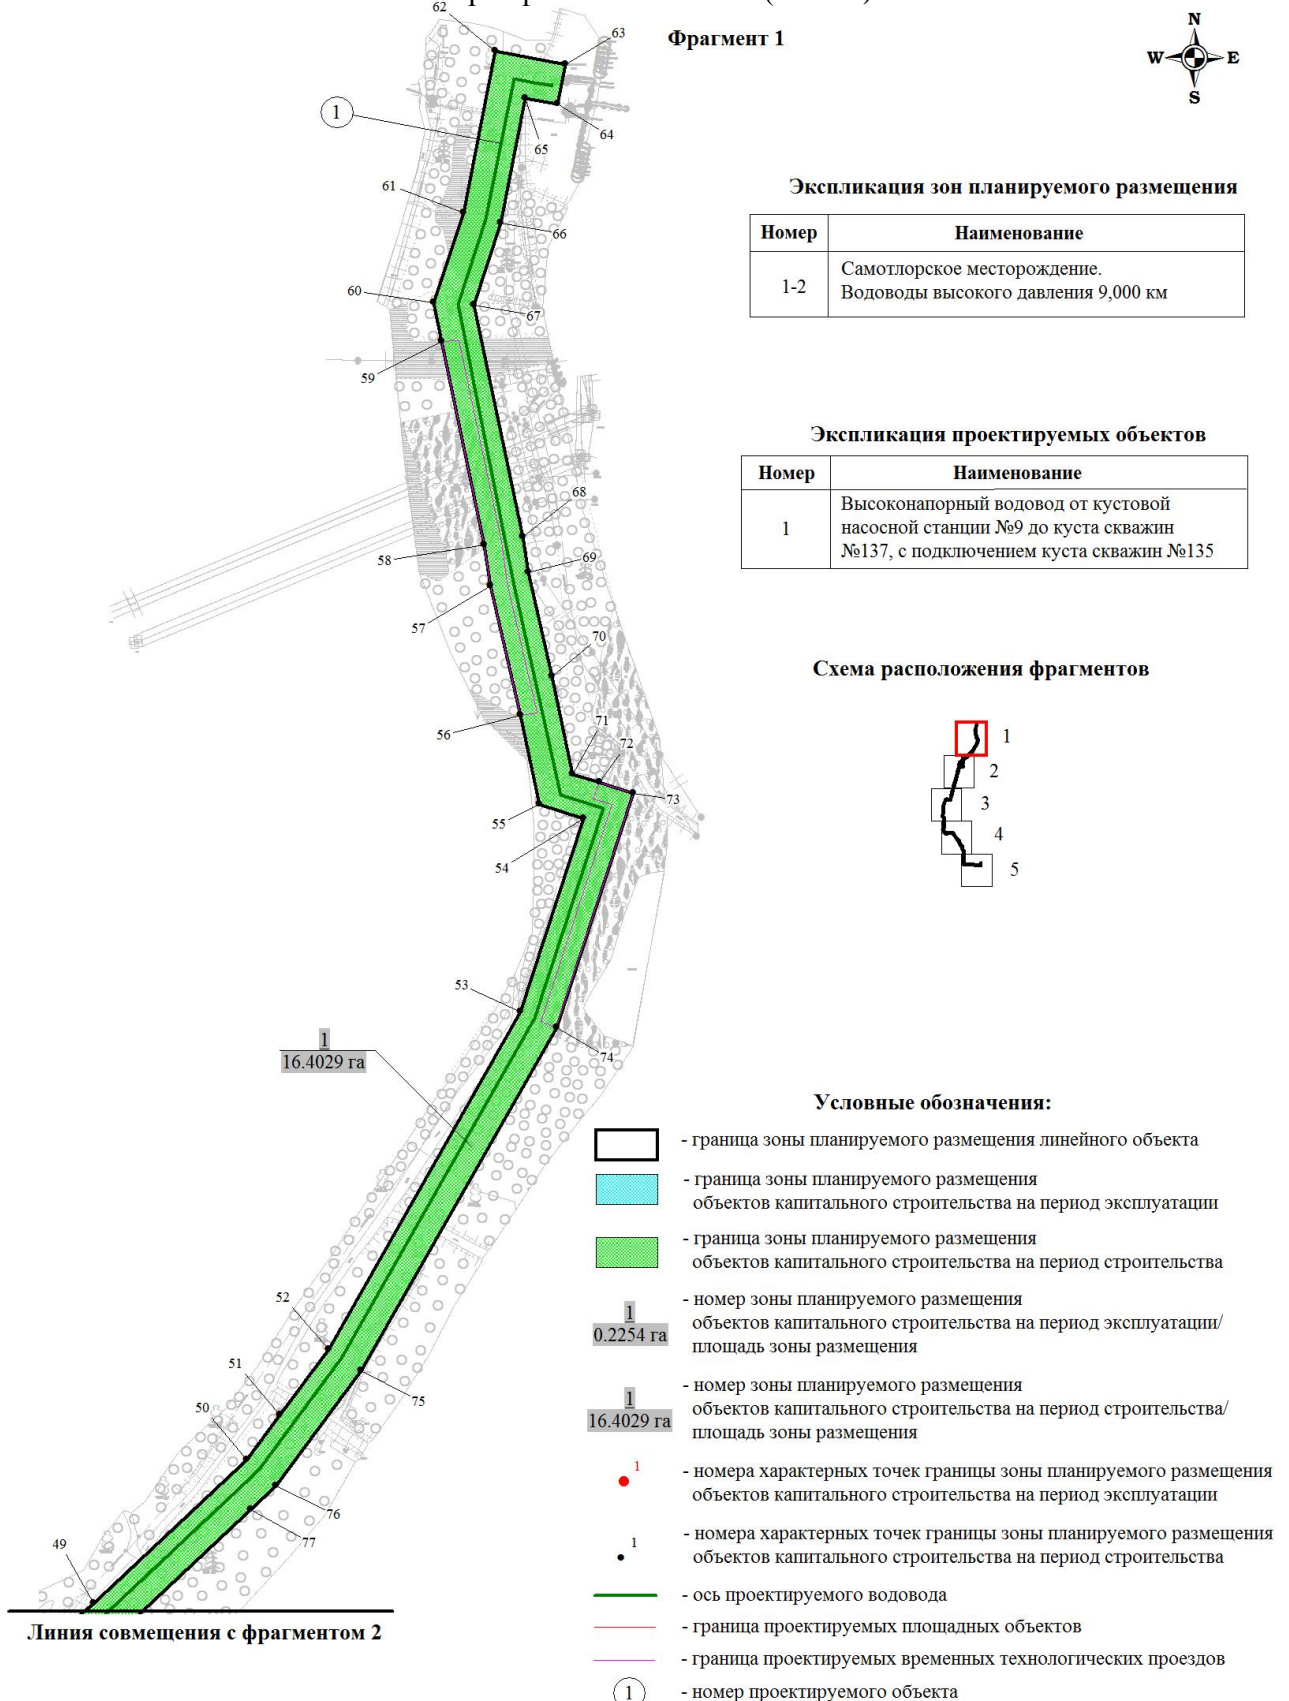 Фрагмент 1
N
W
E
S
Экспликация зон планируемого размещения
Номер
Наименование
1-2
Самотлорское месторождение.
Водоводы высокого давления 9,000 км
Экспликация проектируемых объектов
Номер
Наименование
1
Высоконапорный водовод от кустовой
насосной станции №9 до куста скважин
№137, с подключением куста скважин №135
Схема расположения фрагментов
1
2
3
4
5
62
63
1
64
65
61
66
60
67
59
68
58
69
57
70
56
71
72
73
55
54
53
74
1
16.4029 га
52
51
75
50
76
77
49
Линия совмещения с фрагментом 2
Условные обозначения:
- граница зоны планируемого размещения линейного объекта
- граница зоны планируемого размещения
объектов капитального строительства на период эксплуатации
- граница зоны планируемого размещения
объектов капитального строительства на период строительства
1
0.2254 га
- номер зоны планируемого размещения
объектов капитального строительства на период эксплуатации/
площадь зоны размещения
1
16.4029 га
- номер зоны планируемого размещения
объектов капитального строительства на период строительства/
площадь зоны размещения
1
- номера характерных точек границы зоны планируемого размещения
объектов капитального строительства на период эксплуатации
1
- номера характерных точек границы зоны планируемого размещения
объектов капитального строительства на период строительства
- ось проектируемого водовода
- граница проектируемых площадных объектов
- граница проектируемых временных технологических проездов
1
- номер проектируемого объекта